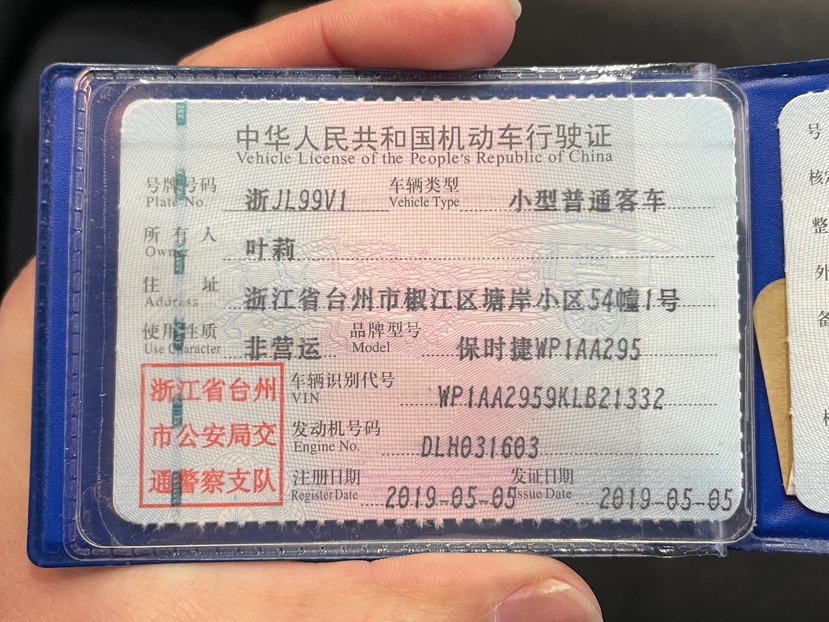 中华人民共和国机动车行驶证
Vehicle License of the People's Republic of China
号牌号码 浙JL99V1 车辆类型 小型普通客车
Plate No. Vehicle Type
所有人 叶莉
Owner
住址 浙江省台州市椒江区塘岸小区54幢1号
Address
使用性质 非营运 品牌型号 保时捷WP1AA295
Use Character Model
浙江省台州
市公安局交
通警察支队
车辆识别代号 WP1AA2959KLB21332
VIN
发动机号码 DLH031603
Engine No.
注册日期 2019-05-05 发证日期 2019-05-05
Register Date Issue Date
号
核定
整
外
备